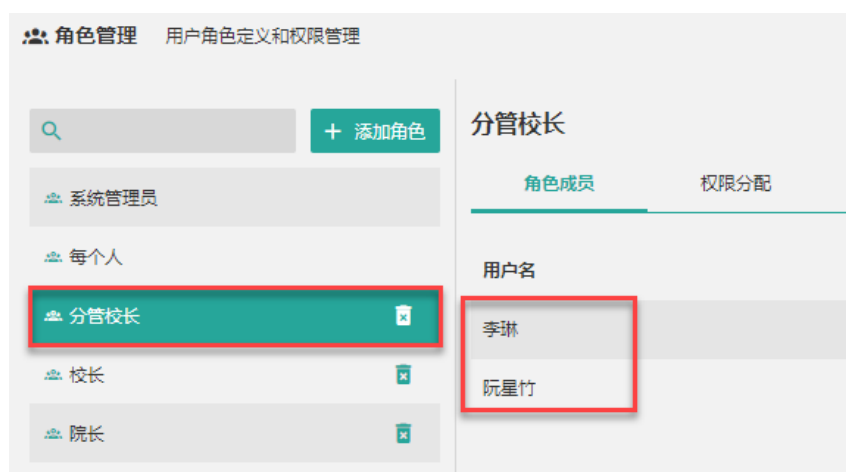 角色管理 用户角色定义和权限管理
+ 添加角色
系统管理员
每个人
分管校长
校长
院长
分管校长
角色成员 权限分配
用户名
李琳
阮星竹